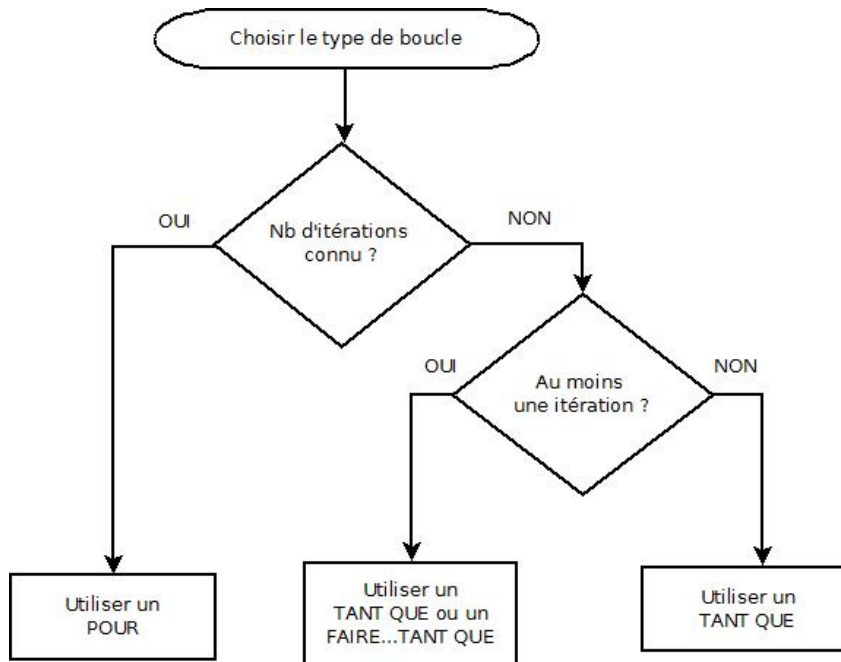 Choisir le type de boucle
OUI
NON
Nb d'itérations
connu ?
OUI
NON
Au moins
une itération ?
Utiliser un
POUR
Utiliser un
TANT QUE ou un
FAIRE...TANT QUE
Utiliser un
TANT QUE